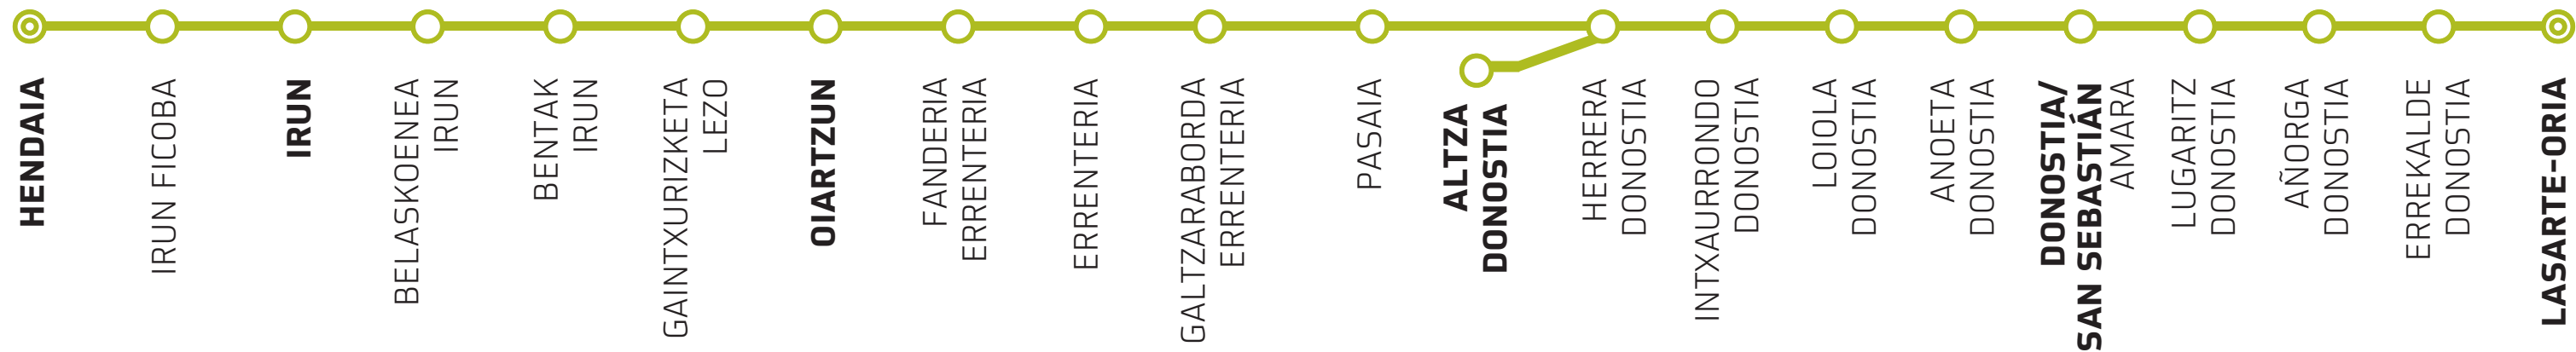 HENDAIA
IRUN FICOBA
IRUN
BELASKOENEA
IRUN
BENTAK
IRUN
GAINTXURIZKETA
LEZO
OIARTZUN
FANDERIA
ERRENTERIA
ERRENTERIA
GALTZARABORDA
ERRENTERIA
PASAIA
ALTZA
DONOSTIA
HERRERA
DONOSTIA
INTXAURRONDO
DONOSTIA
LOIOLA
DONOSTIA
ANOETA
DONOSTIA
DONOSTIA/
SAN SEBASTIÁN
AMARA
LUGARITZ
DONOSTIA
AÑORGA
DONOSTIA
ERREKALDE
DONOSTIA
LASARTE-ORIA